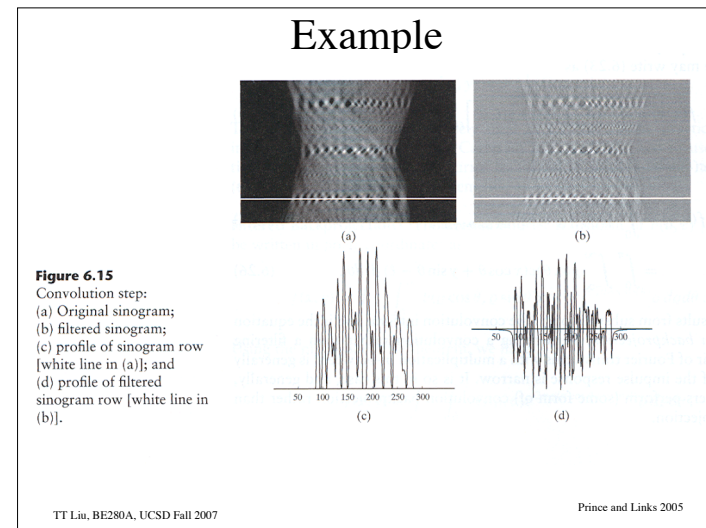 Example
(a)
(b)
Figure 6.15
Convolution step:
(a) Original sinogram;
(b) filtered sinogram;
(c) profile of sinogram row
[white line in (a)]; and
(d) profile of filtered
sinogram row [white line in
(b)].
50 100 150 200 250 300
(c)
50 100 150 200 250 300
(d)
TT Liu, BE280A, UCSD Fall 2007
Prince and Links 2005